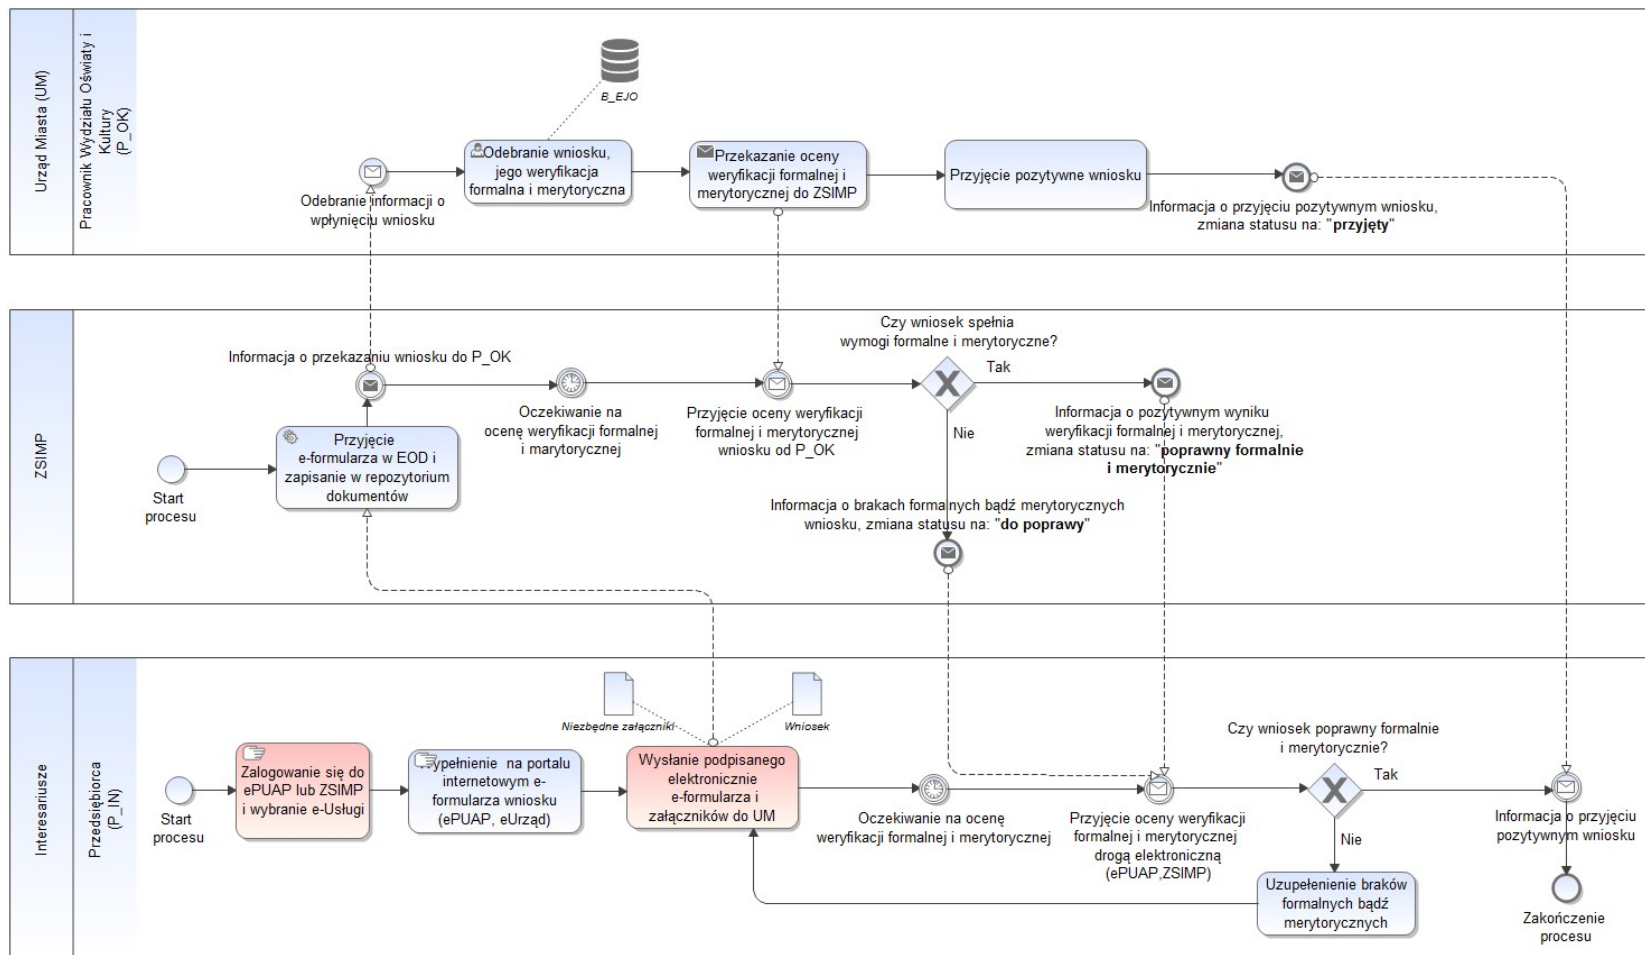 Urząd Miasta (UM)
Pracownik Wydziału Oświaty i
Kultury
(P_OK)
B_EJO
Odebranie informacji o
wpłynięciu wniosku
Odebranie wniosku,
jego weryfikacja
formalna i merytoryczna
Przekazanie oceny
weryfikacji formalnej i
merytorycznej do ZSIMP
Przyjęcie pozytywne wniosku
Informacja o przyjęciu pozytywnym wniosku,
zmiana statusu na: "przyjęty"
ZSIMP
Start
procesu
Przyjęcie
e-formularza w EOD i
zapisanie w repozytorium
dokumentów
Informacja o przekazaniu wniosku do P_OK
Oczekiwanie na
ocenę weryfikacji formalnej
i marytorycznej
Przyjęcie oceny weryfikacji
formalnej i merytorycznej
wniosku od P_OK
Czy wniosek spełnia
wymogi formalne i merytoryczne?
Tak
Nie
Informacja o pozytywnym wyniku
weryfikacji formalnej i merytorycznej,
zmiana statusu na: "poprawny formalnie
i merytorycznie"
Informacja o brakach formalnych bądź merytorycznych
wniosku, zmiana statusu na: "do poprawy"
Interesariusze
Przedsiębiorca
(P_IN)
Start
procesu
Zalogowanie się do
ePUAP lub ZSIMP
i wybranie e-Usługi
Wypełnienie na portalu
internetowym e-
formularza wniosku
(ePUAP, eUrząd)
Niezbędne załączniki
Wniosek
Wysłanie podpisanego
elektronicznie
e-formularza i
załączników do UM
Oczekiwanie na ocenę
weryfikacji formalnej i merytorycznej
Przyjęcie oceny weryfikacji
formalnej i merytorycznej
drogą elektroniczną
(ePUAP,ZSIMP)
Czy wniosek poprawny formalnie
i merytorycznie?
Tak
Nie
Uzupełenienie braków
formalnych bądź
merytorycznych
Informacja o przyjęciu
pozytywnym wniosku
Zakończenie
procesu